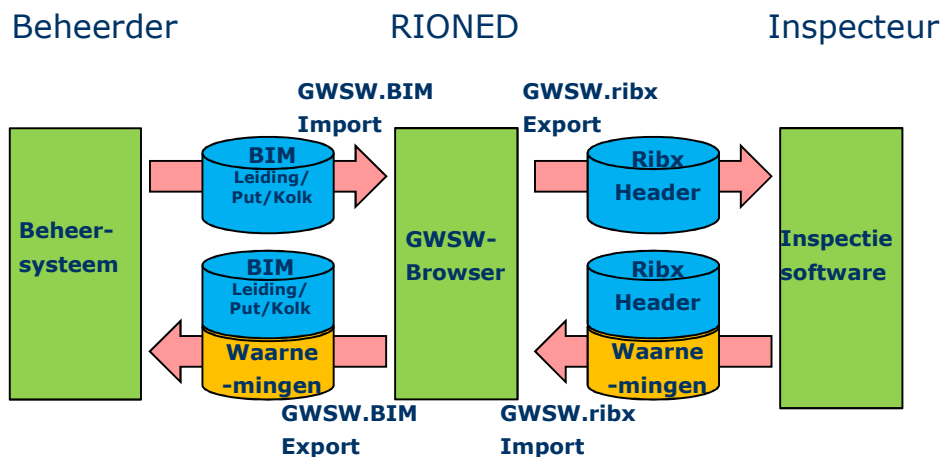 Beheerder
RIONED
Inspecteur
GWSW.BIM
Import
GWSW.ribx
Export
BIM
Leiding/
Put/Kolk
Ribx
Header
Beheer-
systeem
GWSW-
Browser
Inspectie
software
BIM
Leiding/
Put/Kolk
Waarne
-mingen
Ribx
Header
Waarne
-mingen
GWSW.BIM
Export
GWSW.ribx
Import